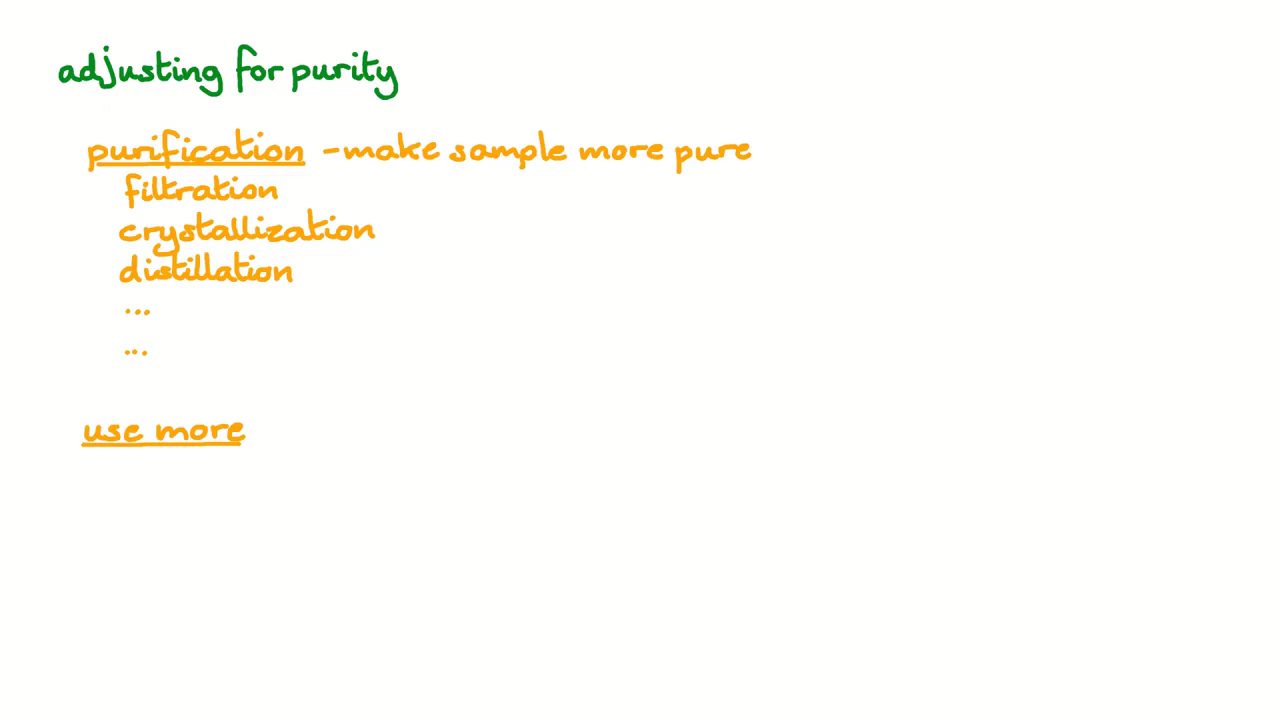 adjusting for purity
purification - make sample more pure
filtration
crystallization
distillation
...
...
use more